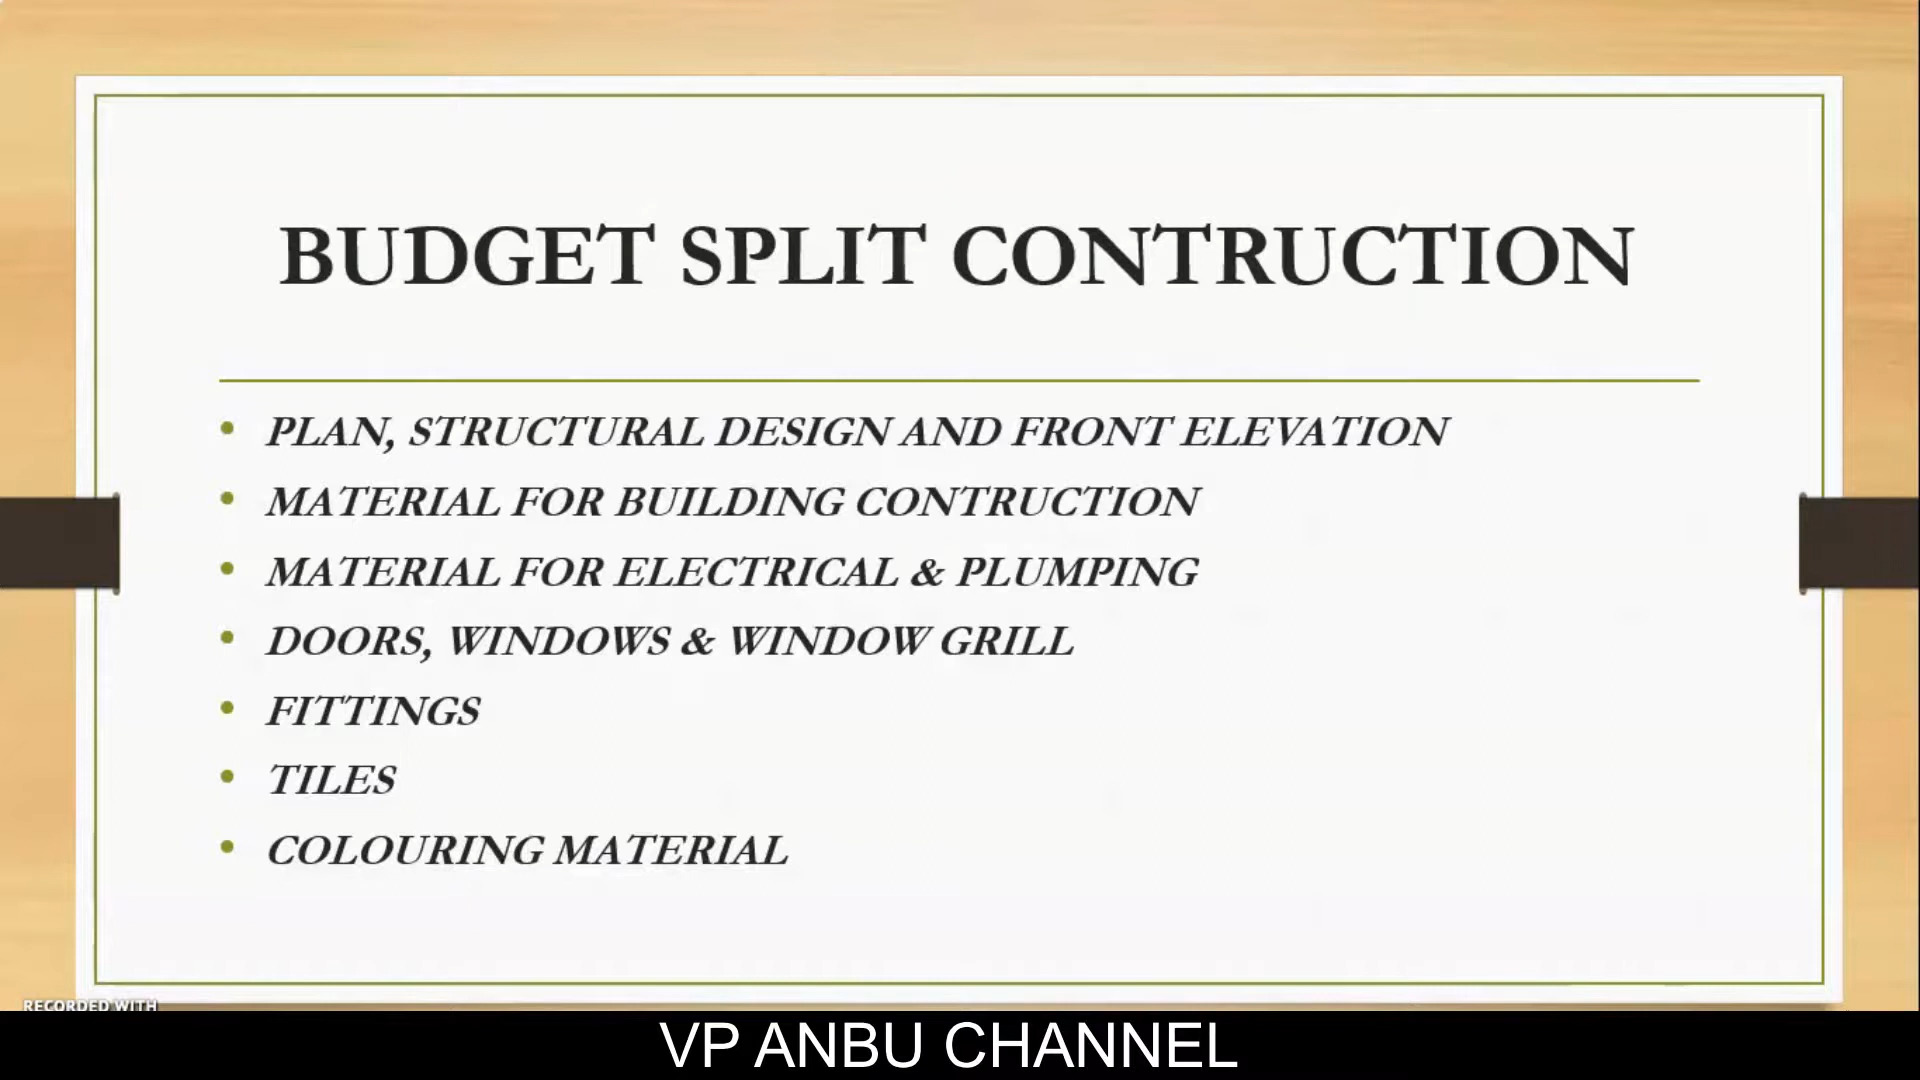 BUDGET SPLIT CONTRUCTION
PLAN, STRUCTURAL DESIGN AND FRONT ELEVATION
MATERIAL FOR BUILDING CONTRUCTION
MATERIAL FOR ELECTRICAL & PLUMPING
DOORS, WINDOWS & WINDOW GRILL
FITTINGS
TILES
COLOURING MATERIAL
RECORDED WITH
VP ANBU CHANNEL